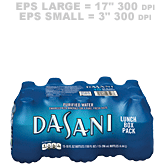 EPS LARGE = 17" 300 DPI
EPS SMALL = 3" 300 DPI
PURIFIED WATER
DASANI
LUNCH
BOX
PACK